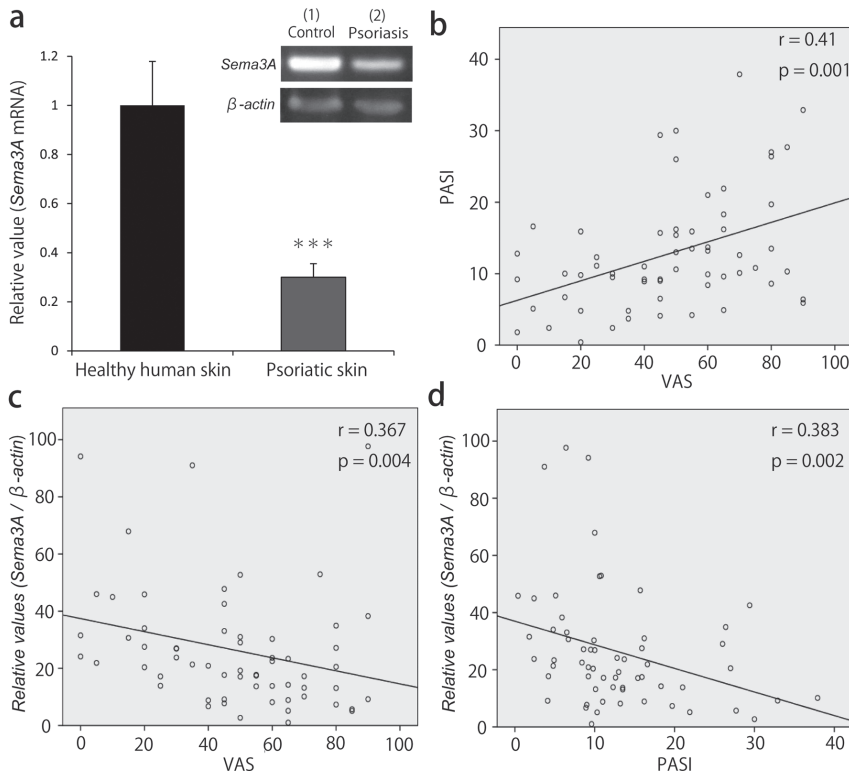 a
(1) (2)
Control Psoriasis
Sema3A
β-actin
Relative value (Sema3A mRNA)
1.2
1
0.8
0.6
0.4
0.2
0
***
Healthy human skin Psoriatic skin
b
r = 0.41
p = 0.001
PASI
40
30
20
10
0
0 20 40 60 80 100
VAS
c
r = 0.367
p = 0.004
Relative values (Sema3A / β-actin)
100
80
60
40
20
0
0 20 40 60 80 100
VAS
d
r = 0.383
p = 0.002
Relative values (Sema3A / β-actin)
100
80
60
40
20
0
0 10 20 30 40
PASI